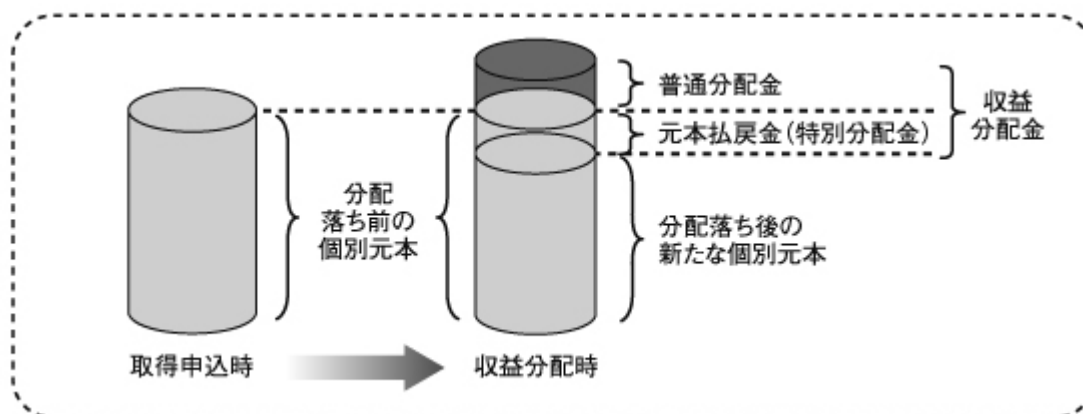 普通分配金
収益
分配金
元本払戻金(特別分配金)
分配
落ち前の
個別元本
分配落ち後の
新たな個別元本
取得申込時
収益分配時